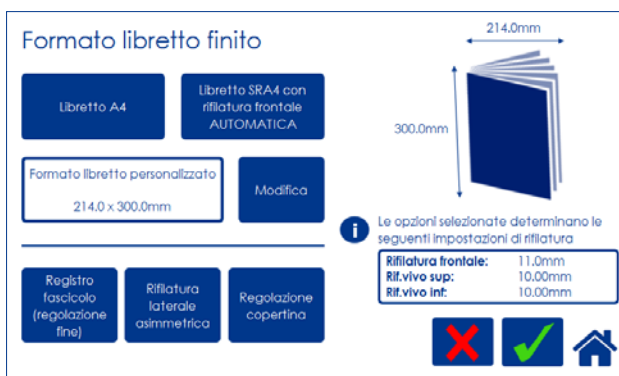 Formato libretto finito
Libretto A4
Libretto SRA4 con
rifilatura frontale
AUTOMATICA
Formato libretto personalizzato
214.0 x 300.0mm
Modifica
Registro
fascicolo
(regolazione
fine)
Rifilatura
laterale
asimmetrica
Regolazione
copertina
214.0mm
300.0mm
i
Le opzioni selezionate determinano le
seguenti impostazioni di rifilatura
Rifilatura frontale: 11.0mm
Rif.vivo sup: 10.00mm
Rif.vivo inf: 10.00mm